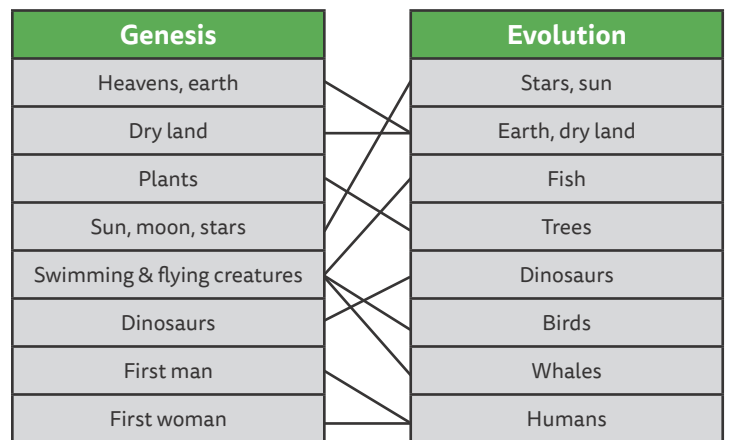 Genesis
Heavens, earth
Dry land
Plants
Sun, moon, stars
Swimming & flying creatures
Dinosaurs
First man
First woman
Evolution
Stars, sun
Earth, dry land
Fish
Trees
Dinosaurs
Birds
Whales
Humans